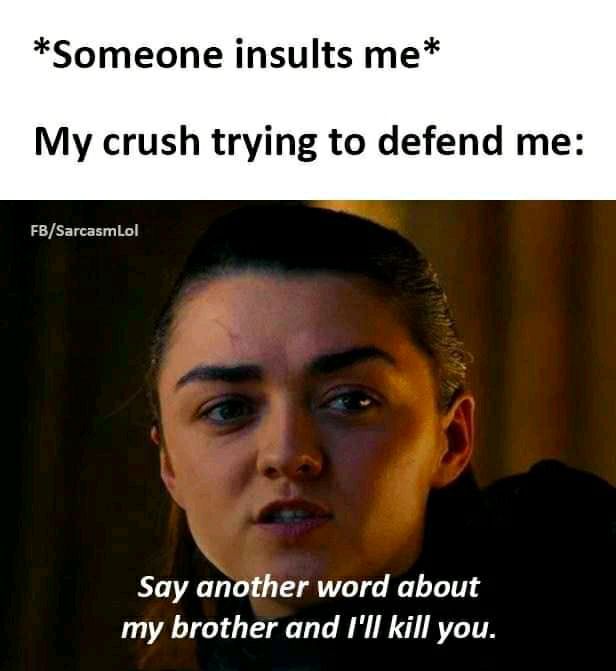 *Someone insults me*
My crush trying to defend me:
FB/SarcasmLol
Say another word about
my brother and I'll kill you.